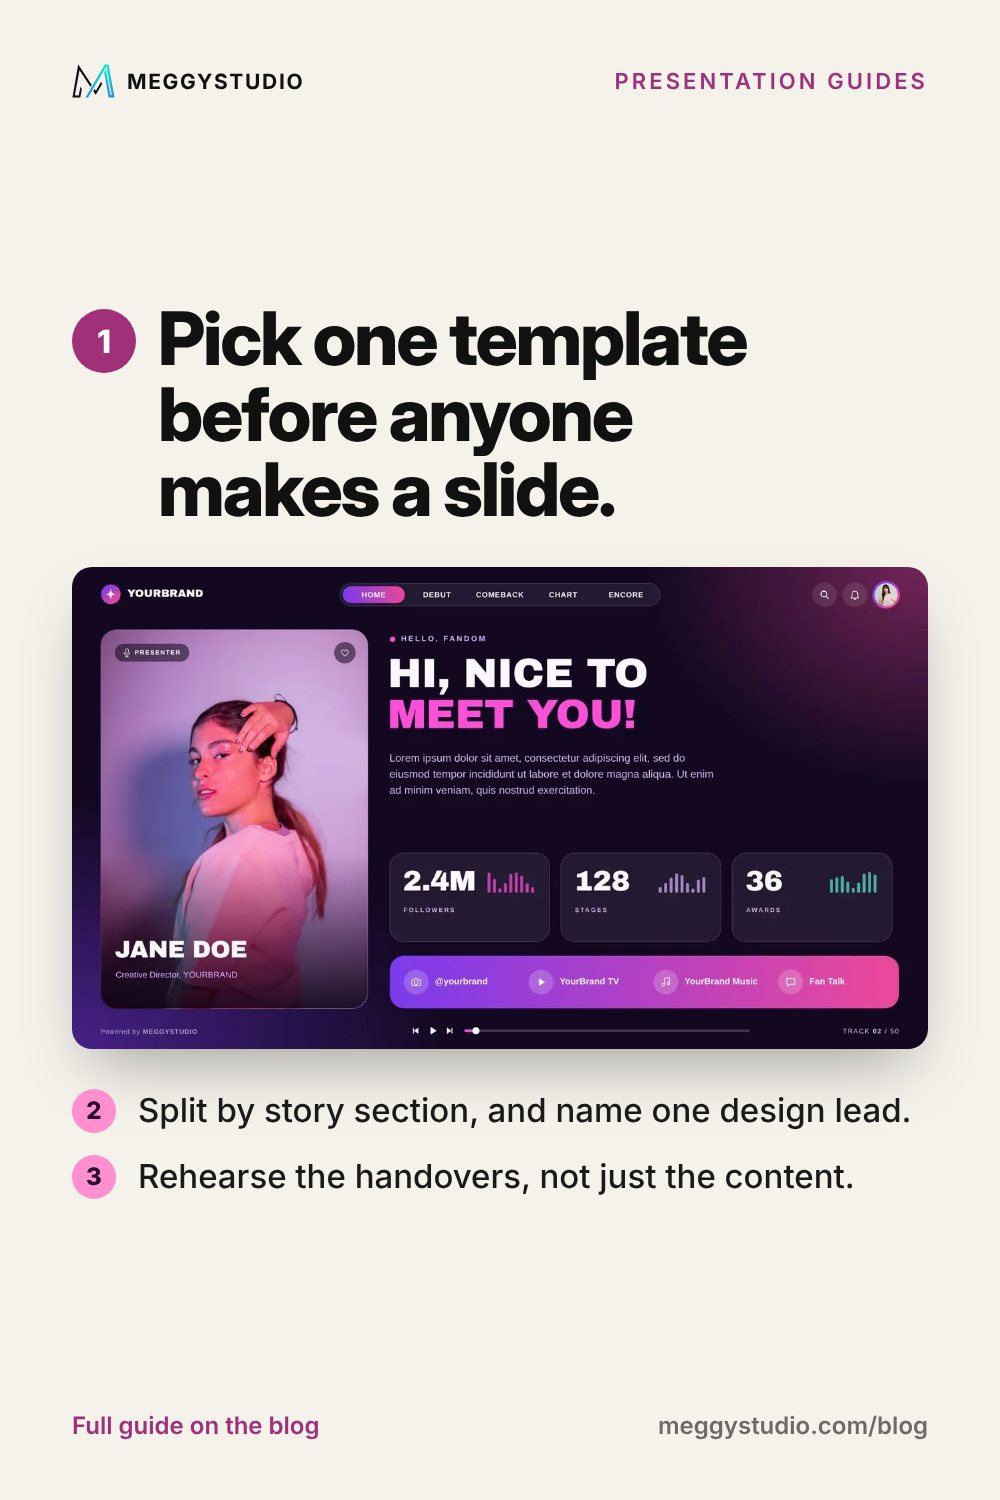 MEGGYSTUDIO
PRESENTATION GUIDES
1
Pick one template
before anyone
makes a slide.
YOURBRAND
HOME
DEBUT
COMEBACK
CHART
ENCORE
PRESENTER
JANE DOE
Creative Director, YOURBRAND
HELLO, FANDOM
HI, NICE TO
MEET YOU!
Lorem ipsum dolor sit amet, consectetur adipiscing elit, sed do
eiusmod tempor incididunt ut labore et dolore magna aliqua. Ut enim
ad minim veniam, quis nostrud exercitation.
2.4M
FOLLOWERS
128
STAGES
36
AWARDS
@yourbrand
YourBrand TV
YourBrand Music
Fan Talk
Powered by MEGGYSTUDIO
TRACK 02 / 50
2 Split by story section, and name one design lead.
3 Rehearse the handovers, not just the content.
Full guide on the blog
meggystudio.com/blog